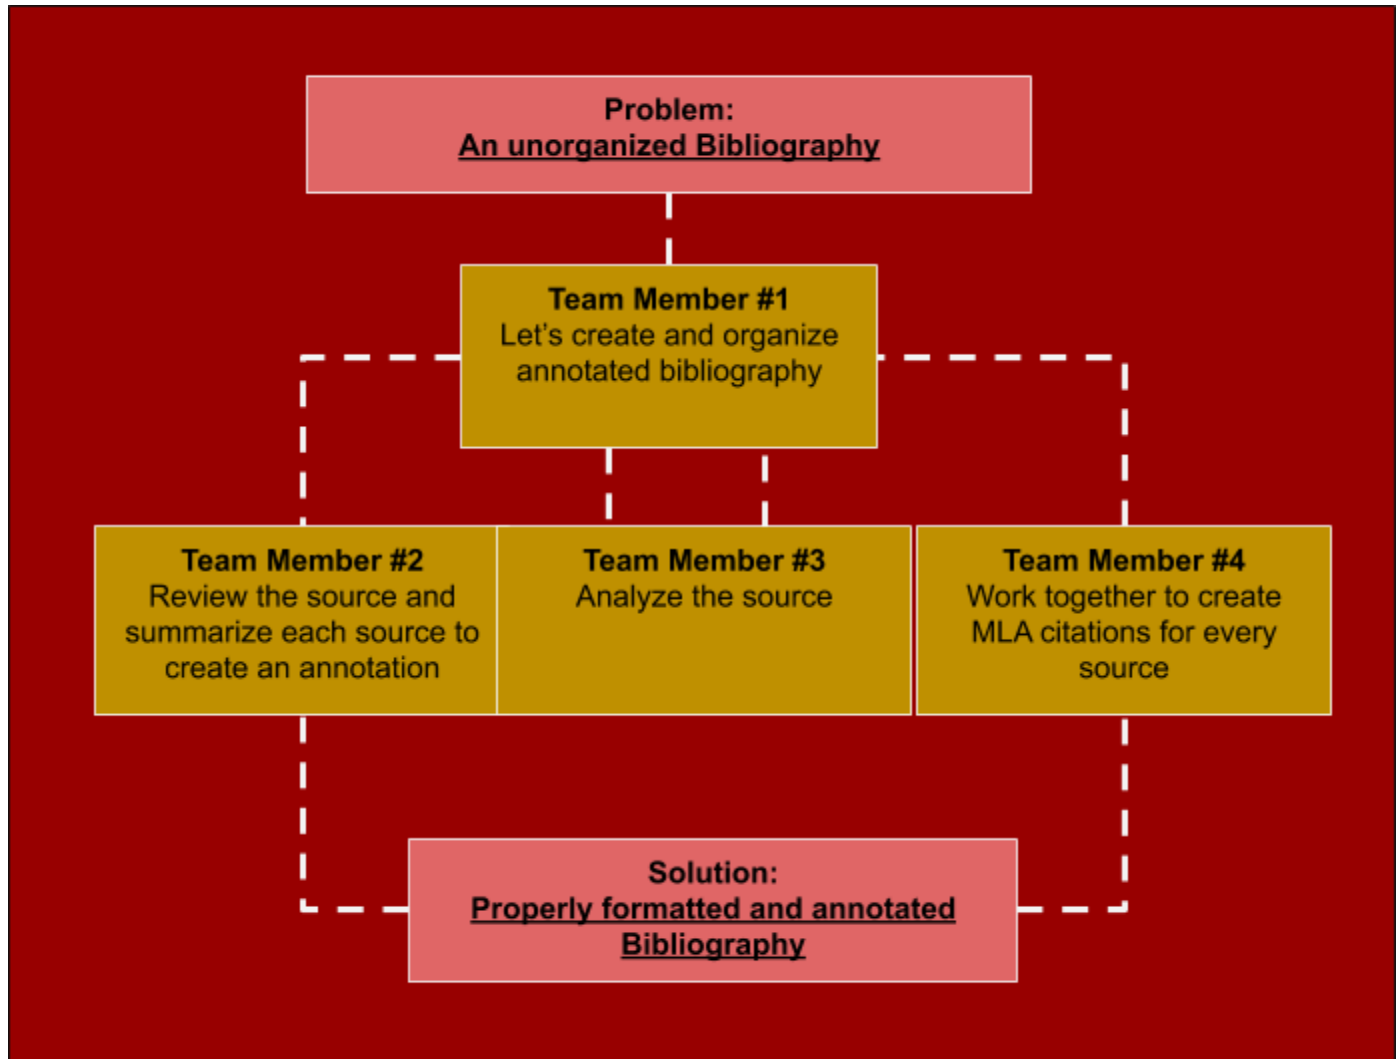 Problem:
An unorganized Bibliography
Team Member #1
Let's create and organize
annotated bibliography
Team Member #2
Review the source and
summarize each source to
create an annotation
Team Member #3
Analyze the source
Team Member #4
Work together to create
MLA citations for every
source
Solution:
Properly formatted and annotated
Bibliography